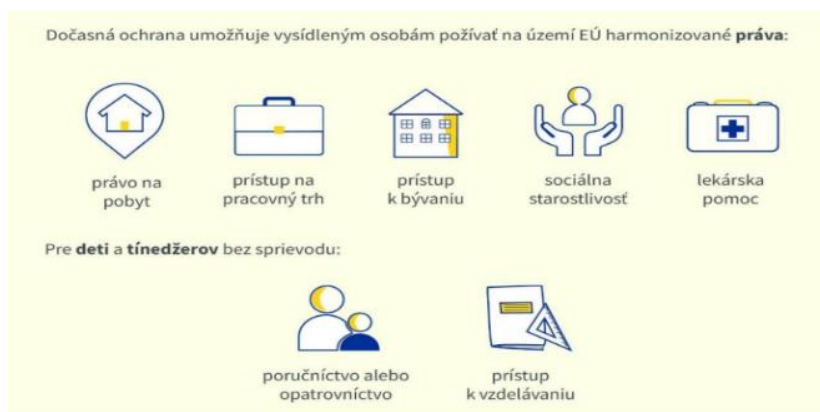 Dočasná ochrana umožňuje vysídleným osobám požívať na území EÚ harmonizované práva:
právo na
pobyt
prístup na
pracovný trh
prístup
k bývaniu
sociálna
starostlivosť
lekárska
pomoc
Pre deti a tínedžerov bez sprievodu:
poručníctvo alebo
opatrovníctvo
prístup
k vzdelávaniu